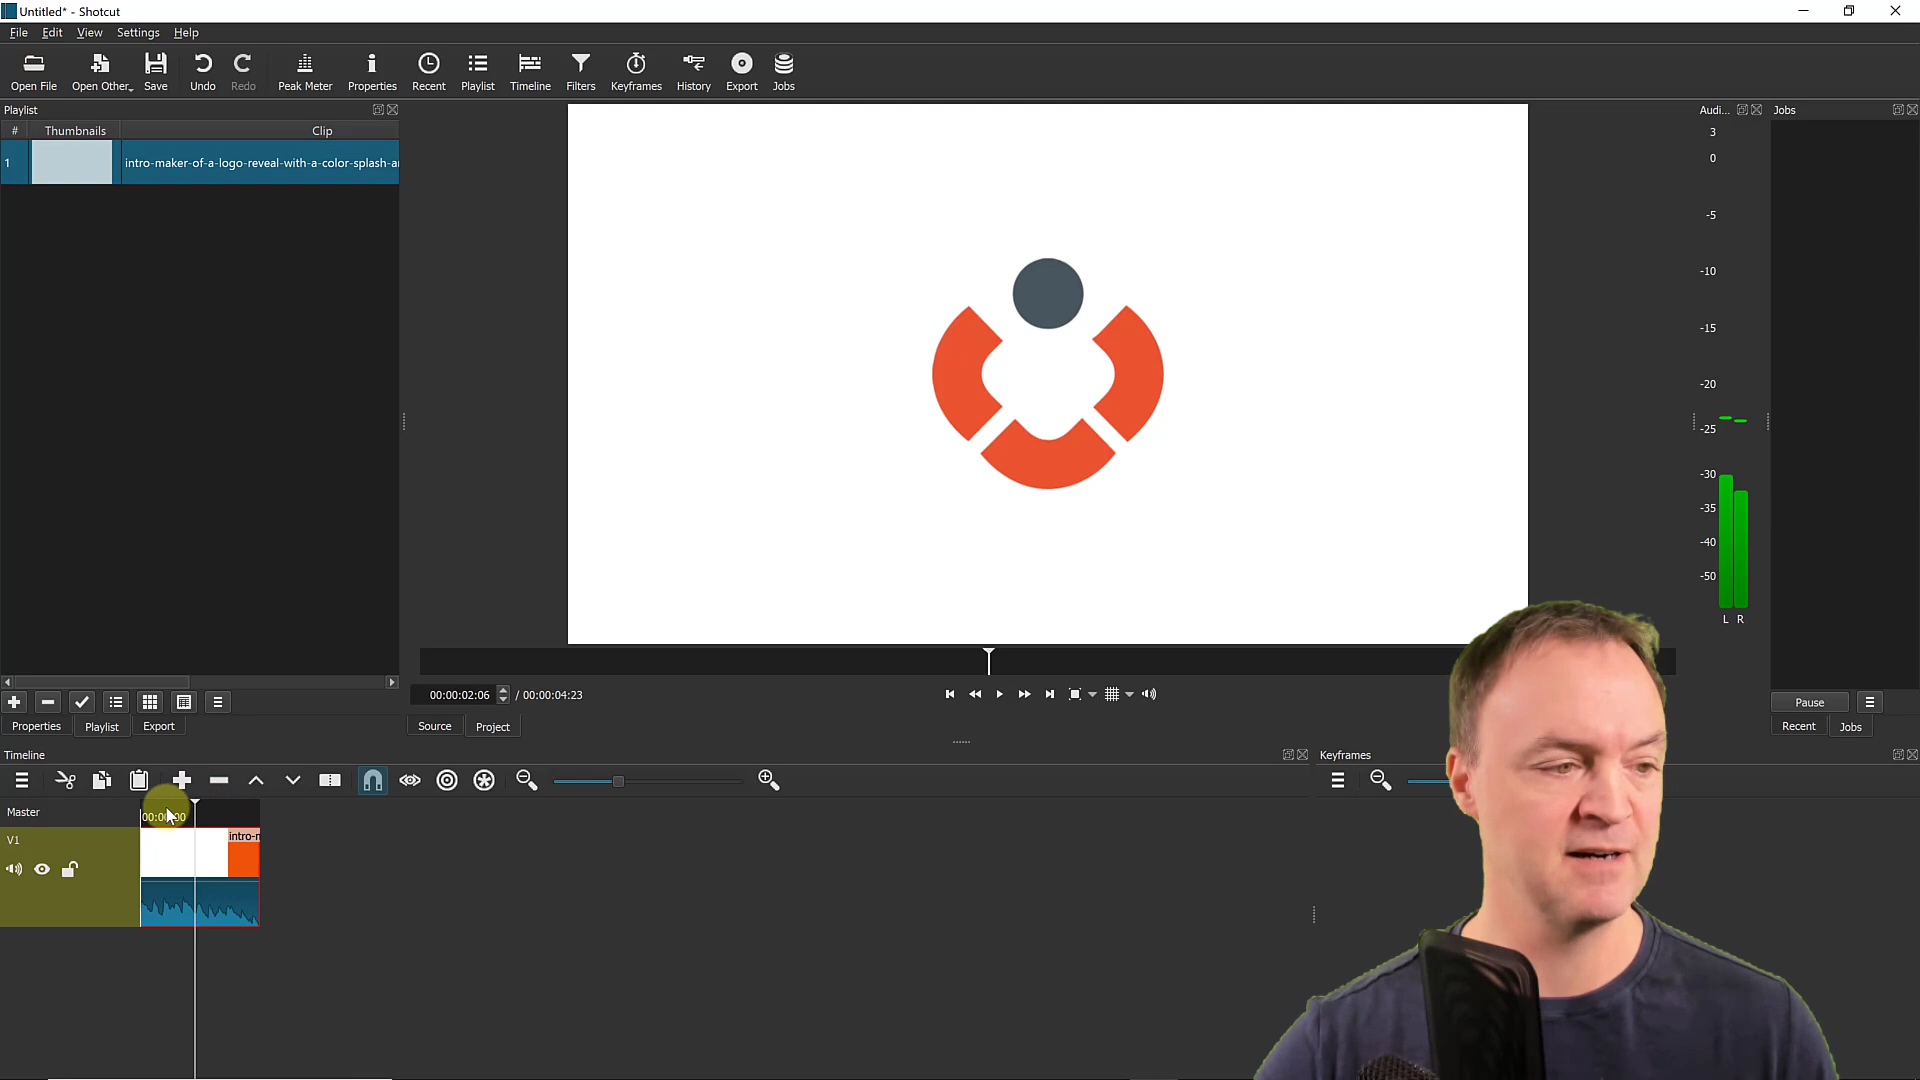 Untitled* - Shotcut
File Edit View Settings Help
Open File Open Other... Save Undo Redo Peak Meter Properties Recent Playlist Timeline Filters Keyframes History Export Jobs
Playlist
# Thumbnails Clip
1 intro-maker-of-a-logo-reveal-with-a-color-splash-a
Audi... Jobs
3
0
-5
-10
-15
-20
-25
-30
-35
-40
-50
L R
00:00:02:06 / 00:00:04:23
Pause
Properties Playlist Export
Source Project
Recent Jobs
Timeline
Keyframes
Master
V1
intro-